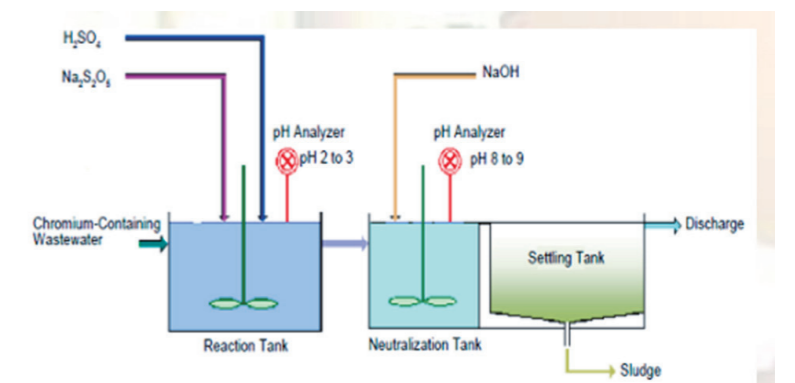 H₂SO₄
Na₂S₂O₅
NaOH
pH Analyzer
pH 2 to 3
pH Analyzer
pH 8 to 9
Chromium-Containing
Wastewater
Discharge
Settling Tank
Reaction Tank
Neutralization Tank
Sludge